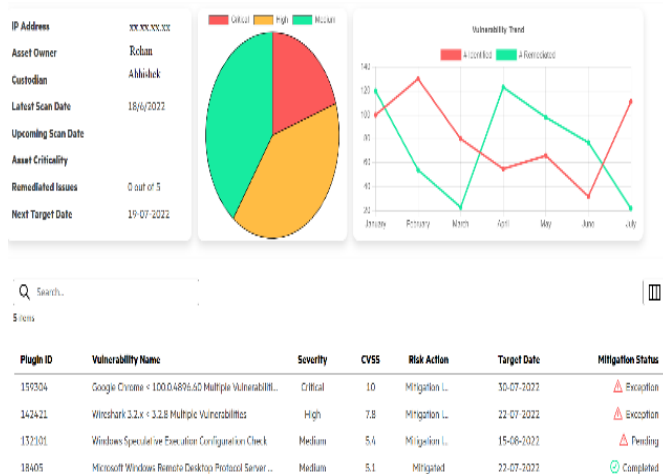 IP Address xx.xx.xx.xx
Asset Owner Rohan
Custodian Abhishek
Latest Scan Date 18/6/2022
Upcoming Scan Date
Asset Criticality
Remediated Issues 0 out of 5
Next Target Date 19-07-2022
Critical High Medium
Vulnerability Trend
A Identified A Remediated
140
120
100
80
60
40
20
January February March April May June July
Search...
5 items
Plugin ID Vulnerability Name Severity CVSS Risk Action Target Date Mitigation Status
159304 Google Chrome < 100.0.4896.60 Multiple Vulnerabiliti... Critical 10 Mitigation I... 30-07-2022 Exception
142421 Wireshark 3.2.x < 3.2.8 Multiple Vulnerabilities High 7.8 Mitigation I... 22-07-2022 Exception
132101 Windows Speculative Execution Configuration Check Medium 5.4 Mitigation I... 15-08-2022 Pending
18405 Microsoft Windows Remote Desktop Protocol Server ... Medium 5.1 Mitigated 22-07-2022 Completed